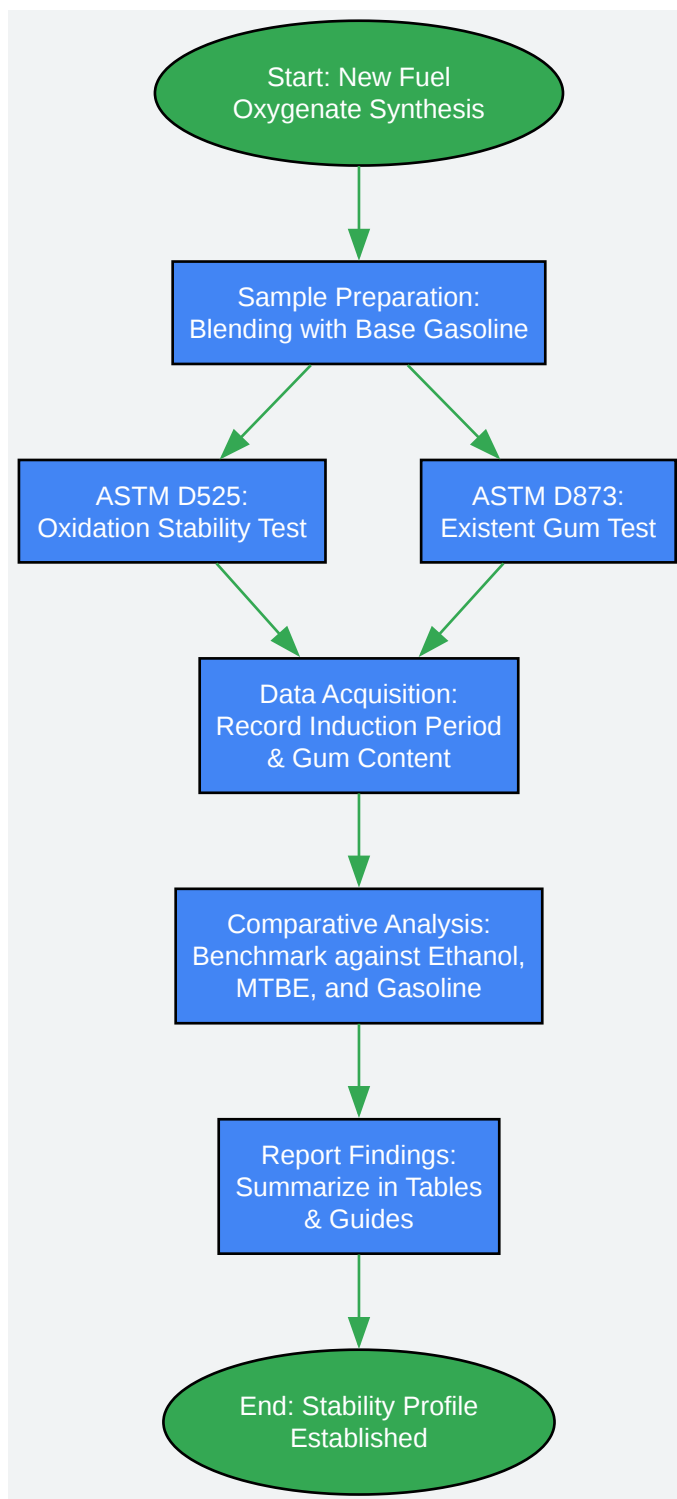 Start: New Fuel
Oxygenate Synthesis
Sample Preparation:
Blending with Base Gasoline
ASTM D525:
Oxidation Stability Test
ASTM D873:
Existent Gum Test
Data Acquisition:
Record Induction Period
& Gum Content
Comparative Analysis:
Benchmark against Ethanol,
MTBE, and Gasoline
Report Findings:
Summarize in Tables
& Guides
End: Stability Profile
Established